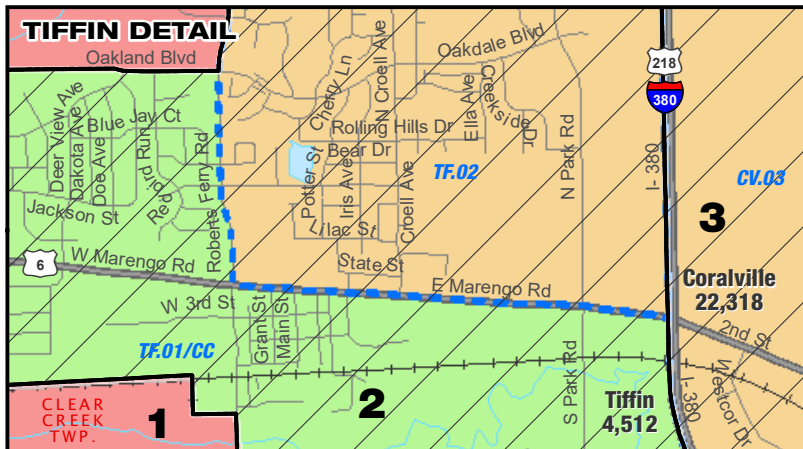 TIFFIN DETAIL
Oakland Blvd
Oakdale Blvd
218
380
Deer View Ave
Dakota Ave
Doe Ave
Blue Jay Ct
Red bird Run
Roberts Ferry Rd
Cherry Ln
N Croell Ave
Rolling Hills Dr
Bear Dr
Potter St
Iris Ave
Croell Ave
Ella Ave
Creekside Dr
N Park Rd
I- 380
TF.02
CV.03
3
Jackson St
Lilac St
State St
6
W Marengo Rd
E Marengo Rd
Coralville
22,318
2nd St
W 3rd St
Grant St
Main St
TF.01/CC
S Park Rd
I-380
Westcor Dr
CLEAR
CREEK
TWP.
1
2
Tiffin
4,512